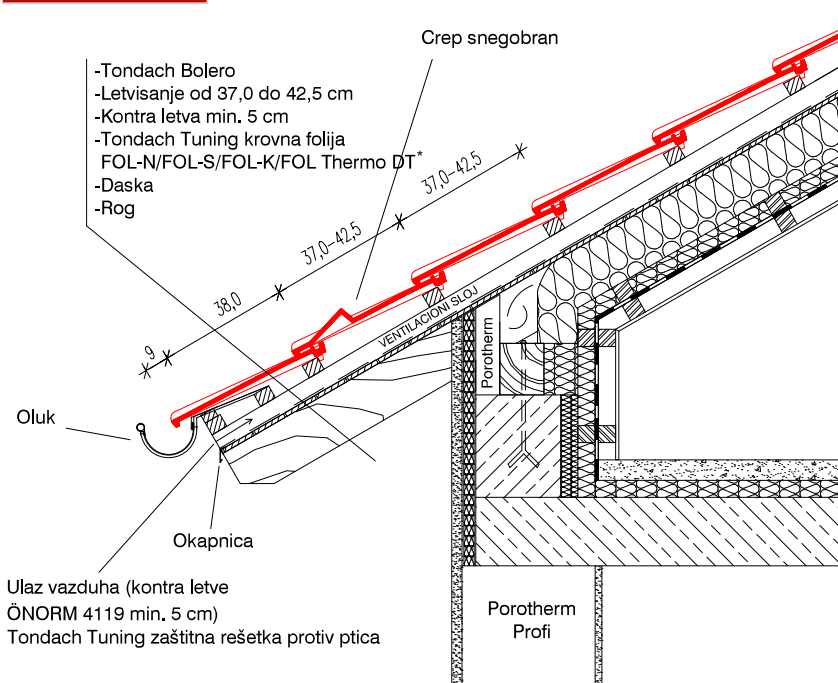 Crep snegobran
-Tondach Bolero
-Letvisanje od 37,0 do 42,5 cm
-Kontra letva min. 5 cm
-Tondach Tuning krovna folija
FOL-N/FOL-S/FOL-K/FOL Thermo DT*
-Daska
-Rog
37,0-42,5
37,0-42,5
38,0
9
VENTILACIONI SLOJ
Porotherm
Oluk
Okapnica
Ulaz vazduha (kontra letve
ÖNORM 4119 min. 5 cm)
Tondach Tuning zaštitna rešetka protiv ptica
Porotherm
Profi